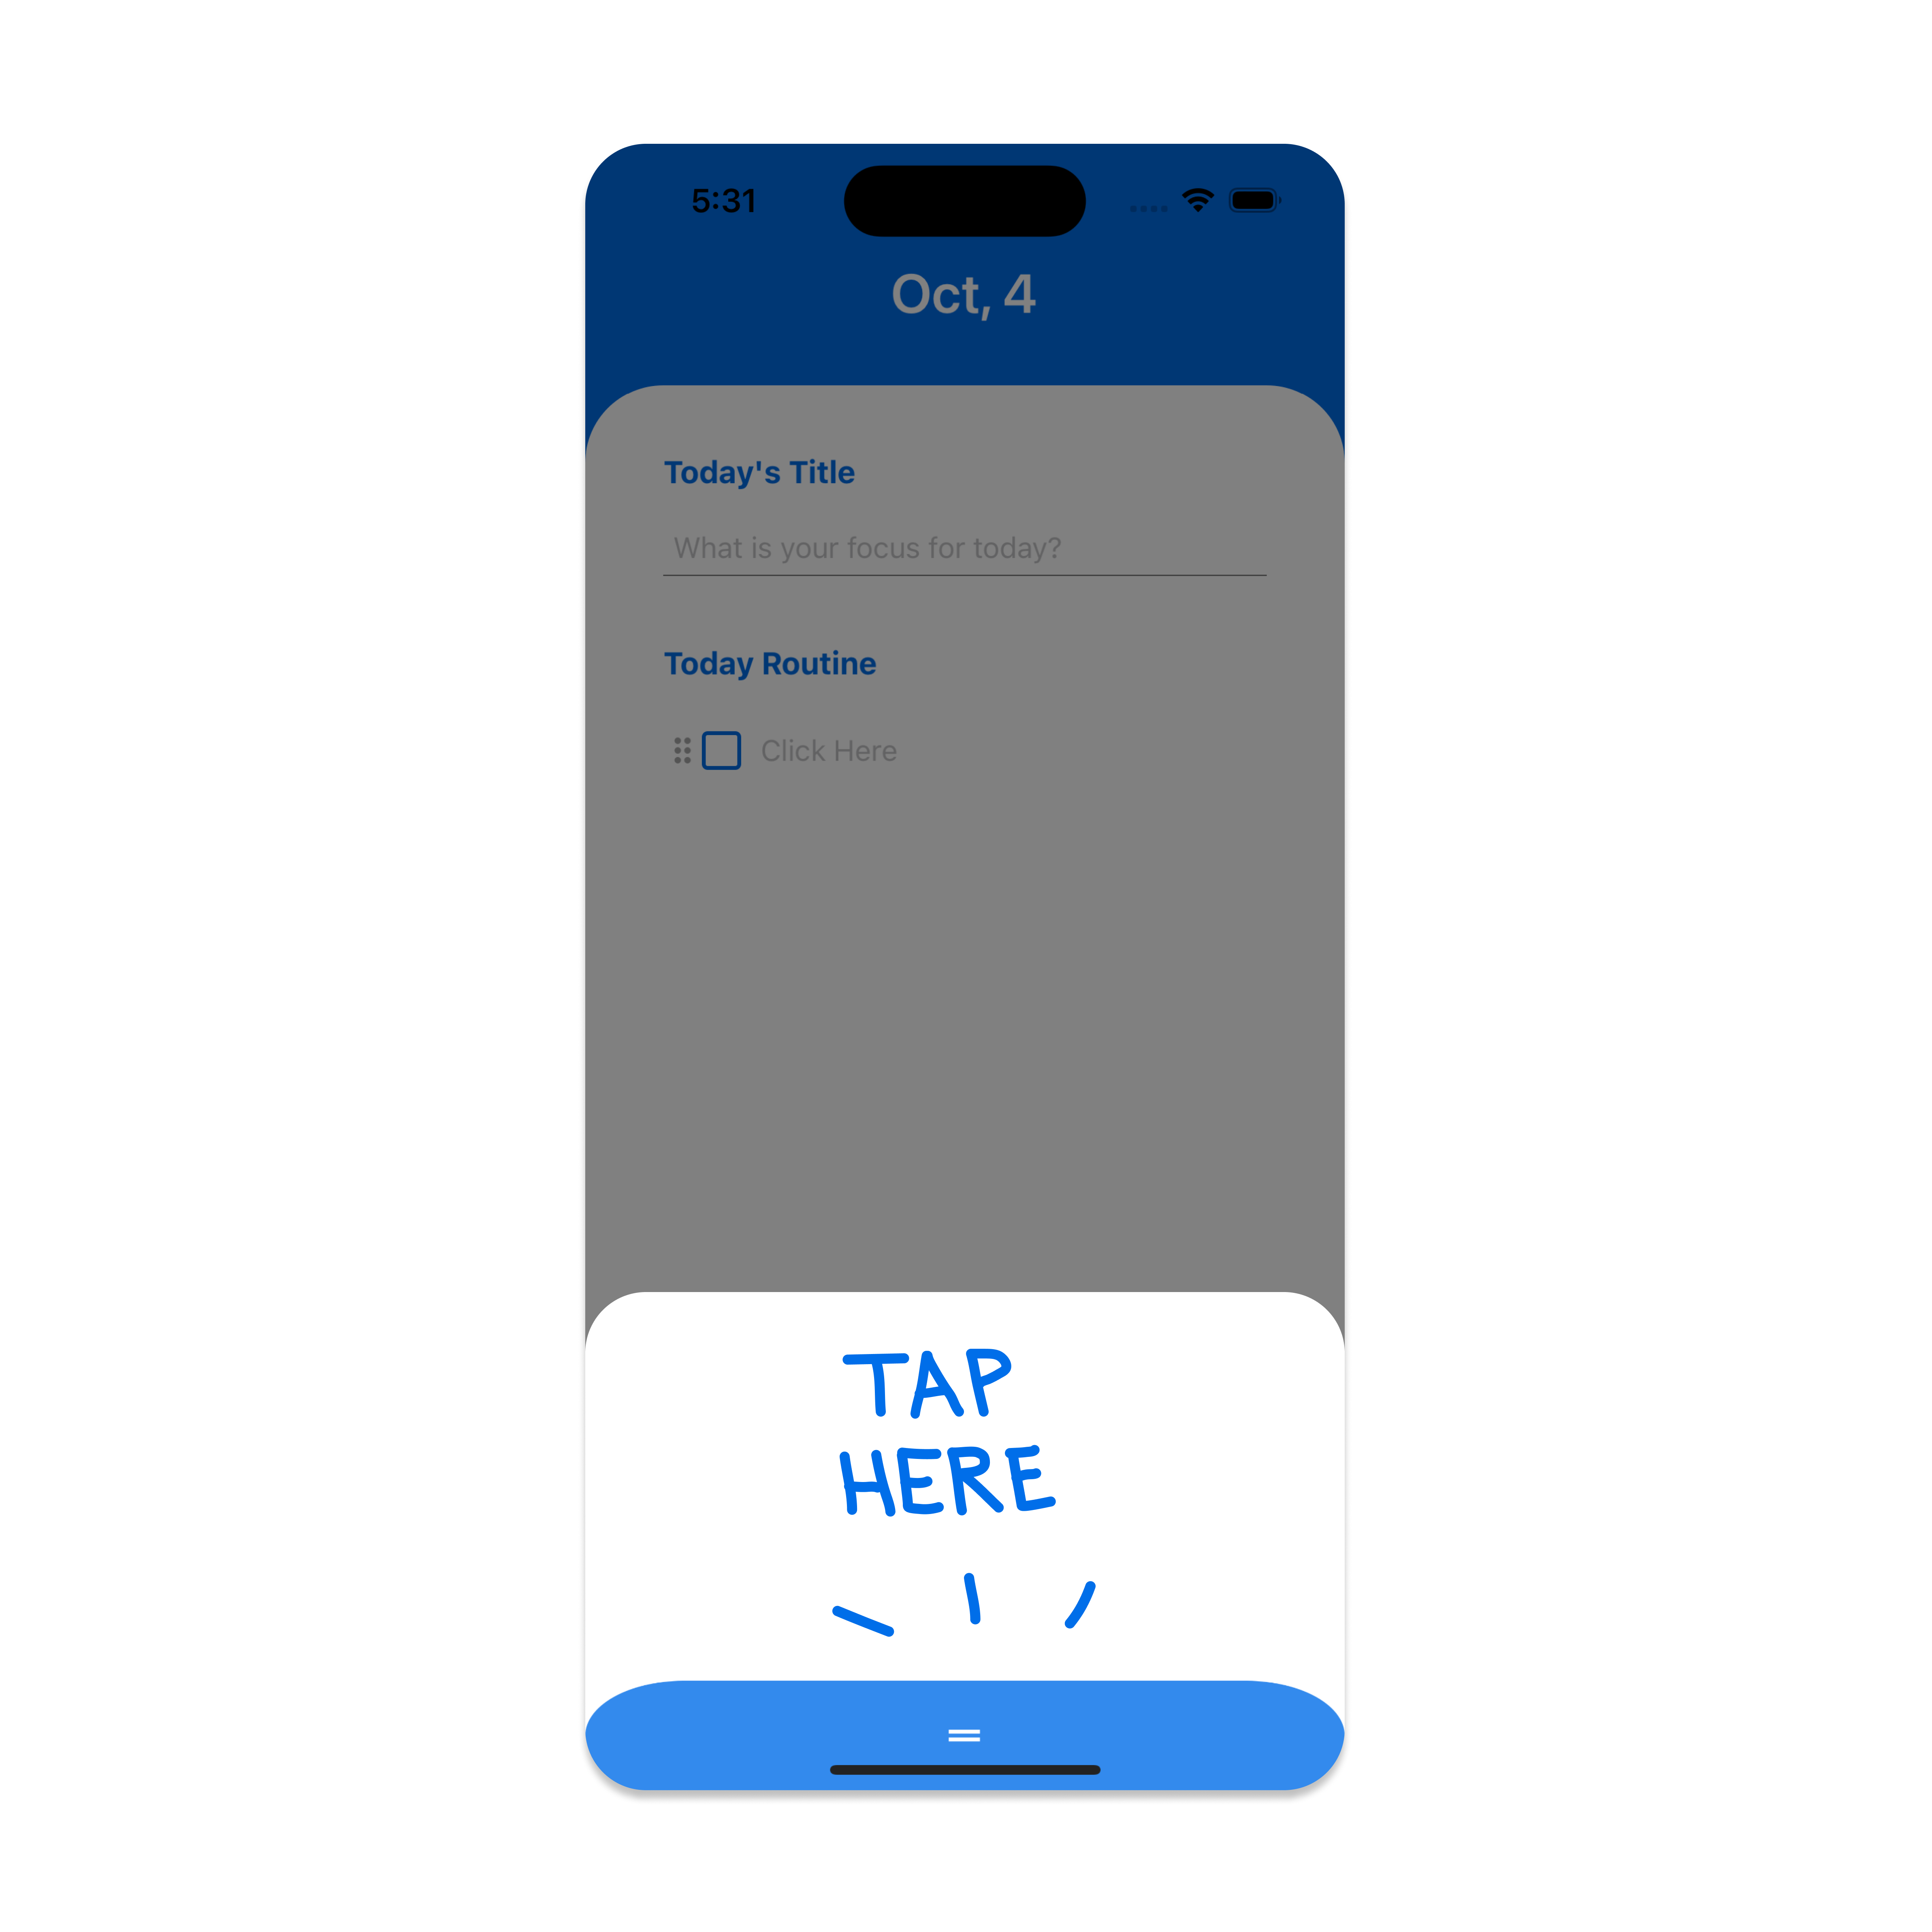 5:31
Oct, 4
Today's Title
What is your focus for today?
Today Routine
Click Here
TAP
HERE